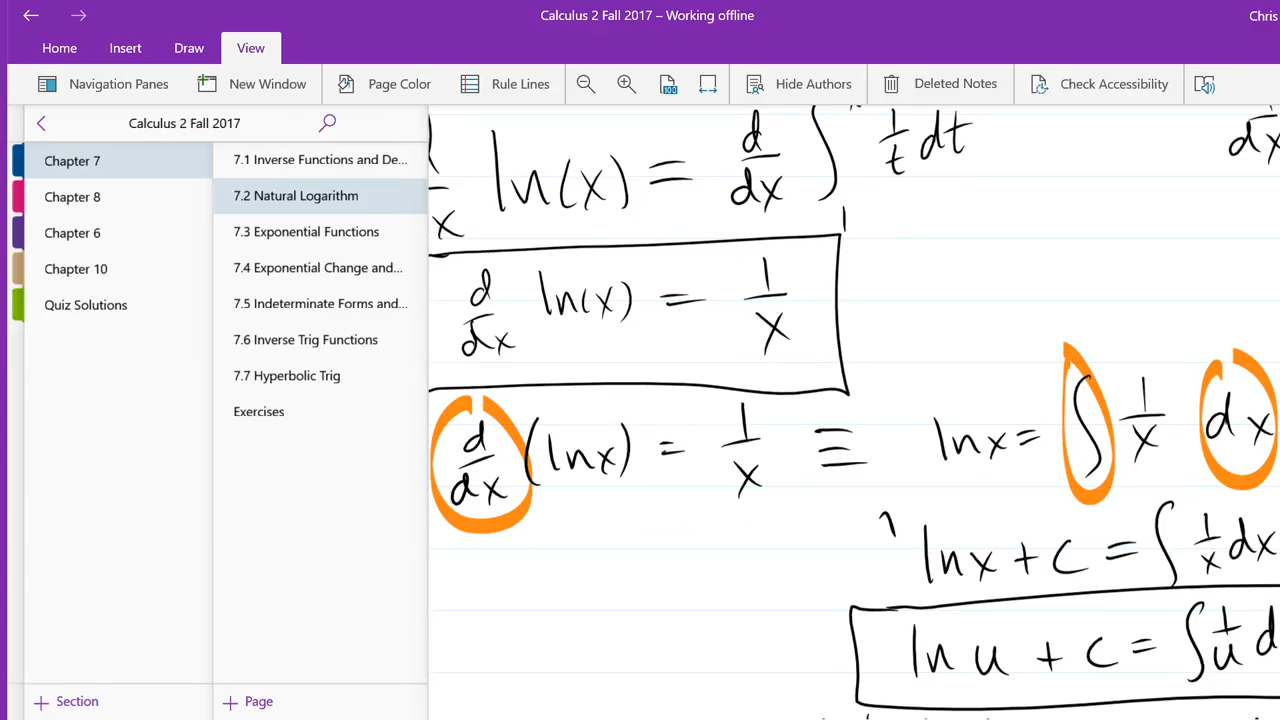 Calculus 2 Fall 2017 – Working offline
Chris
Home Insert Draw View
Navigation Panes New Window Page Color Rule Lines 100 Hide Authors Deleted Notes Check Accessibility
Calculus 2 Fall 2017
Chapter 7
Chapter 8
Chapter 6
Chapter 10
Quiz Solutions
7.1 Inverse Functions and De...
7.2 Natural Logarithm
7.3 Exponential Functions
7.4 Exponential Change and...
7.5 Indeterminate Forms and...
7.6 Inverse Trig Functions
7.7 Hyperbolic Trig
Exercises
+ Section
+ Page
ln(x) = d/dx ∫₁ 1/t dt
d/dx ln(x) = 1/x
d/dx (lnx) = 1/x ≡ lnx = ∫ 1/x dx
lnx + c = ∫ 1/x dx
ln u + c = ∫ 1/u d